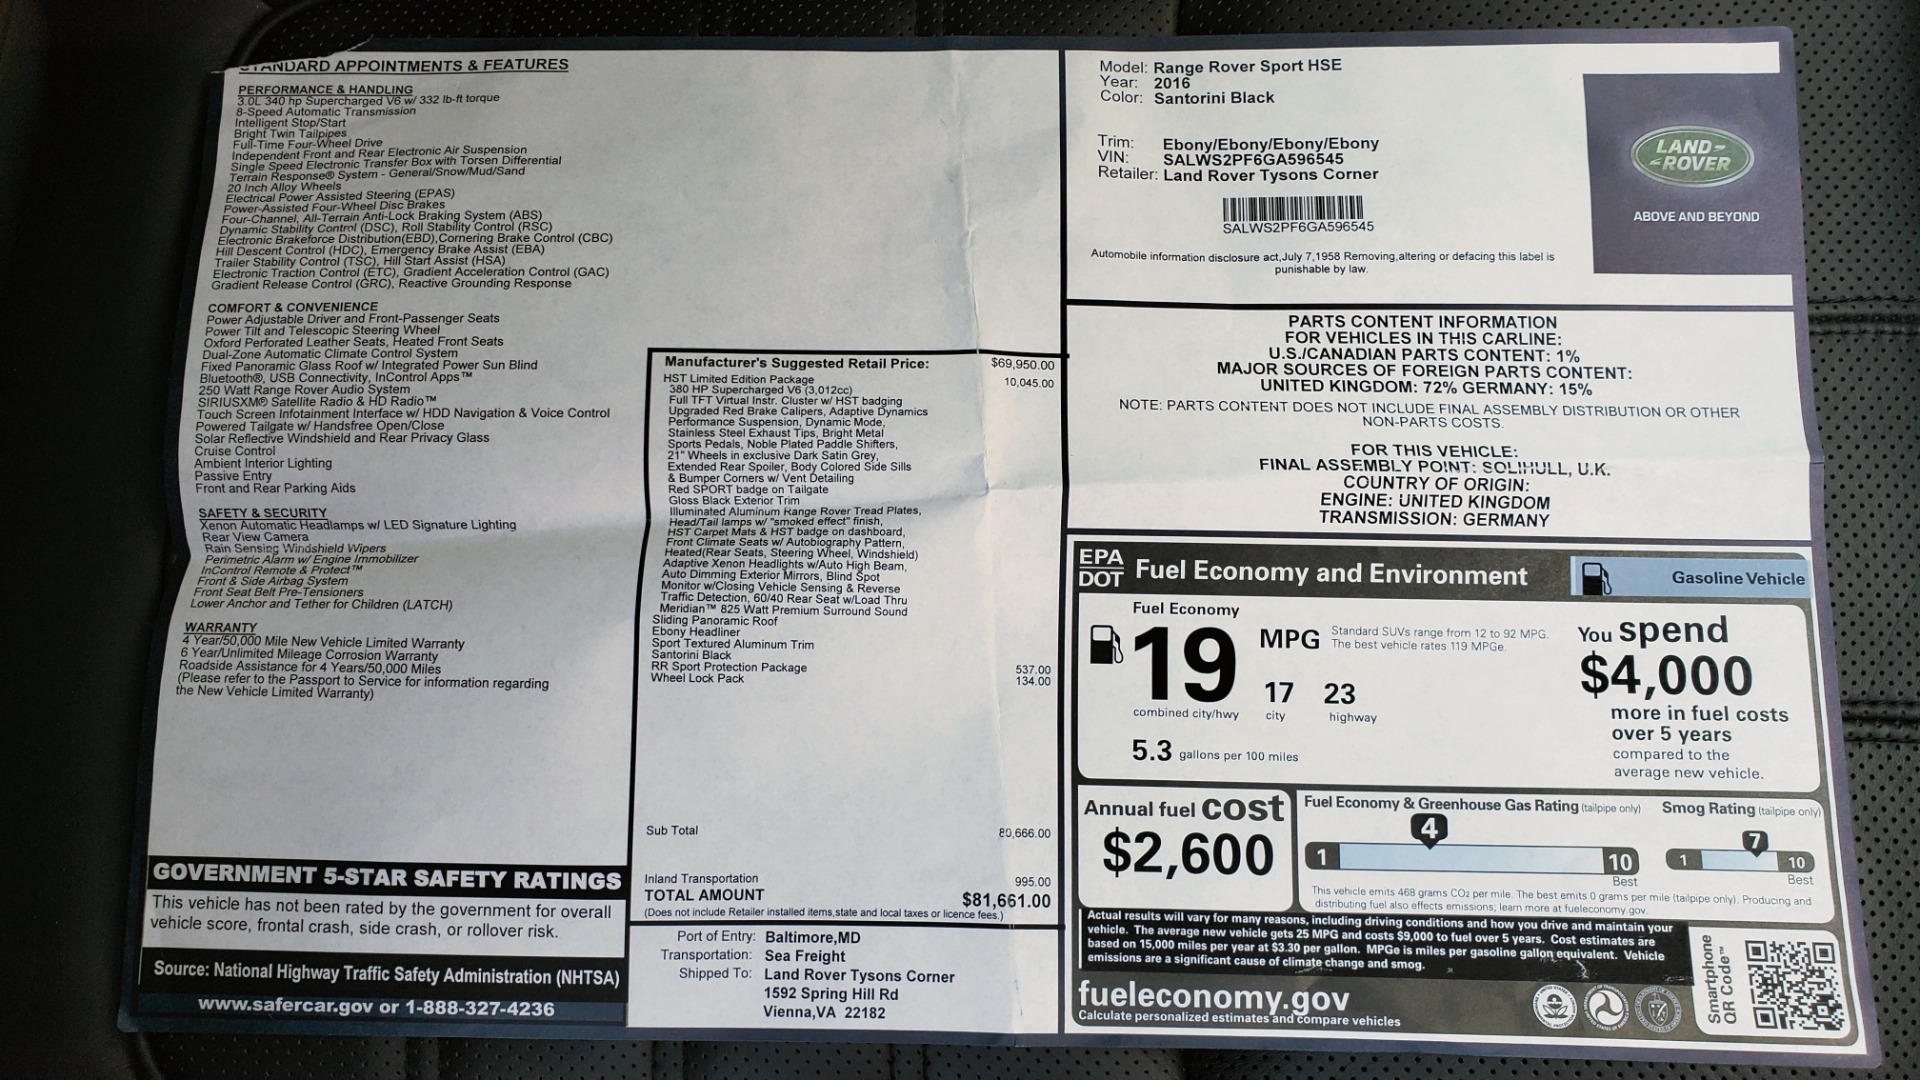 STANDARD APPOINTMENTS & FEATURES
PERFORMANCE & HANDLING
3.0L 340 hp Supercharged V6 w/ 332 lb-ft torque
8-Speed Automatic Transmission
Intelligent Stop/Start
Bright Twin Tailpipes
Full-Time Four-Wheel Drive
Independent Front and Rear Electronic Air Suspension
Single Speed Electronic Transfer Box with Torsen Differential
Terrain Response® System - General/Snow/Mud/Sand
20 Inch Alloy Wheels
Electrical Power Assisted Steering (EPAS)
Power-Assisted Four-Wheel Disc Brakes
Four-Channel, All-Terrain Anti-Lock Braking System (ABS)
Dynamic Stability Control (DSC), Roll Stability Control (RSC)
Electronic Brakeforce Distribution(EBD),Cornering Brake Control (CBC)
Hill Descent Control (HDC), Emergency Brake Assist (EBA)
Trailer Stability Control (TSC), Hill Start Assist (HSA)
Electronic Traction Control (ETC), Gradient Acceleration Control (GAC)
Gradient Release Control (GRC), Reactive Grounding Response
COMFORT & CONVENIENCE
Power Adjustable Driver and Front-Passenger Seats
Power Tilt and Telescopic Steering Wheel
Oxford Perforated Leather Seats, Heated Front Seats
Dual-Zone Automatic Climate Control System
Fixed Panoramic Glass Roof w/ Integrated Power Sun Blind
Bluetooth®, USB Connectivity, InControl Apps™
250 Watt Range Rover Audio System
SIRIUSXM® Satellite Radio & HD Radio™
Touch Screen Infotainment Interface w/ HDD Navigation & Voice Control
Powered Tailgate w/ Handsfree Open/Close
Solar Reflective Windshield and Rear Privacy Glass
Cruise Control
Ambient Interior Lighting
Passive Entry
Front and Rear Parking Aids
SAFETY & SECURITY
Xenon Automatic Headlamps w/ LED Signature Lighting
Rear View Camera
Rain Sensing Windshield Wipers
Perimetric Alarm w/ Engine Immobilizer
InControl Remote & Protect™
Front & Side Airbag System
Front Seat Belt Pre-Tensioners
Lower Anchor and Tether for Children (LATCH)
WARRANTY
4 Year/50,000 Mile New Vehicle Limited Warranty
6 Year/Unlimited Mileage Corrosion Warranty
Roadside Assistance for 4 Years/50,000 Miles
(Please refer to the Passport to Service for information regarding
the New Vehicle Limited Warranty)
GOVERNMENT 5-STAR SAFETY RATINGS
This vehicle has not been rated by the government for overall
vehicle score, frontal crash, side crash, or rollover risk.
Source: National Highway Traffic Safety Administration (NHTSA)
www.safercar.gov or 1-888-327-4236
Manufacturer's Suggested Retail Price: $69,950.00
HST Limited Edition Package 10,045.00
380 HP Supercharged V6 (3,012cc)
Full TFT Virtual Instr. Cluster w/ HST badging
Upgraded Red Brake Calipers, Adaptive Dynamics
Performance Suspension, Dynamic Mode,
Stainless Steel Exhaust Tips, Bright Metal
Sports Pedals, Noble Plated Paddle Shifters,
21" Wheels in exclusive Dark Satin Grey,
Extended Rear Spoiler, Body Colored Side Sills
& Bumper Corners w/ Vent Detailing
Red SPORT badge on Tailgate
Gloss Black Exterior Trim
Illuminated Aluminum Range Rover Tread Plates,
Head/Tail lamps w/ "smoked effect" finish,
HST Carpet Mats & HST badge on dashboard,
Front Climate Seats w/ Autobiography Pattern,
Heated(Rear Seats, Steering Wheel, Windshield)
Adaptive Xenon Headlights w/Auto High Beam,
Auto Dimming Exterior Mirrors, Blind Spot
Monitor w/Closing Vehicle Sensing & Reverse
Traffic Detection, 60/40 Rear Seat w/Load Thru
Meridian™ 825 Watt Premium Surround Sound
Sliding Panoramic Roof
Ebony Headliner
Sport Textured Aluminum Trim
Santorini Black
RR Sport Protection Package 537.00
Wheel Lock Pack 134.00
Sub Total 80,666.00
Inland Transportation 995.00
TOTAL AMOUNT $81,661.00
(Does not include Retailer installed items,state and local taxes or licence fees.)
Port of Entry: Baltimore,MD
Transportation: Sea Freight
Shipped To: Land Rover Tysons Corner
1592 Spring Hill Rd
Vienna,VA 22182
Model: Range Rover Sport HSE
Year: 2016
Color: Santorini Black
Trim: Ebony/Ebony/Ebony/Ebony
VIN: SALWS2PF6GA596545
Retailer: Land Rover Tysons Corner
SALWS2PF6GA596545
Automobile information disclosure act,July 7,1958 Removing,altering or defacing this label is
punishable by law.
LAND-
-ROVER
ABOVE AND BEYOND
PARTS CONTENT INFORMATION
FOR VEHICLES IN THIS CARLINE:
U.S./CANADIAN PARTS CONTENT: 1%
MAJOR SOURCES OF FOREIGN PARTS CONTENT:
UNITED KINGDOM: 72% GERMANY: 15%
NOTE: PARTS CONTENT DOES NOT INCLUDE FINAL ASSEMBLY DISTRIBUTION OR OTHER
NON-PARTS COSTS.
FOR THIS VEHICLE:
FINAL ASSEMBLY POINT: SOLIHULL, U.K.
COUNTRY OF ORIGIN:
ENGINE: UNITED KINGDOM
TRANSMISSION: GERMANY
EPA
DOT
Fuel Economy and Environment
Gasoline Vehicle
Fuel Economy
19 MPG
Standard SUVs range from 12 to 92 MPG.
The best vehicle rates 119 MPGe.
17 23
combined city/hwy city highway
5.3 gallons per 100 miles
You spend
$4,000
more in fuel costs
over 5 years
compared to the
average new vehicle.
Annual fuel cost
$2,600
Fuel Economy & Greenhouse Gas Rating (tailpipe only)
4
1 10
Best
Smog Rating (tailpipe only)
7
1 10
Best
This vehicle emits 468 grams CO2 per mile. The best emits 0 grams per mile (tailpipe only). Producing and
distributing fuel also effects emissions; learn more at fueleconomy.gov.
Actual results will vary for many reasons, including driving conditions and how you drive and maintain your
vehicle. The average new vehicle gets 25 MPG and costs $9,000 to fuel over 5 years. Cost estimates are
based on 15,000 miles per year at $3.30 per gallon. MPGe is miles per gasoline gallon equivalent. Vehicle
emissions are a significant cause of climate change and smog.
fueleconomy.gov
Calculate personalized estimates and compare vehicles
Smartphone
QR Code™